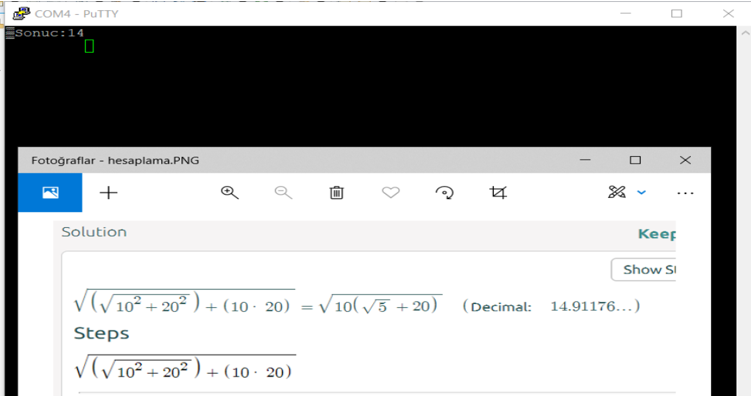 COM4 - PuTTY
Sonuc:14
Fotoğraflar - hesaplama.PNG
Solution
Keep
Show St
√((√10² + 20²) + (10 · 20)) = √10(√5 + 20) (Decimal: 14.91176...)
Steps
√((√10² + 20²) + (10 · 20))